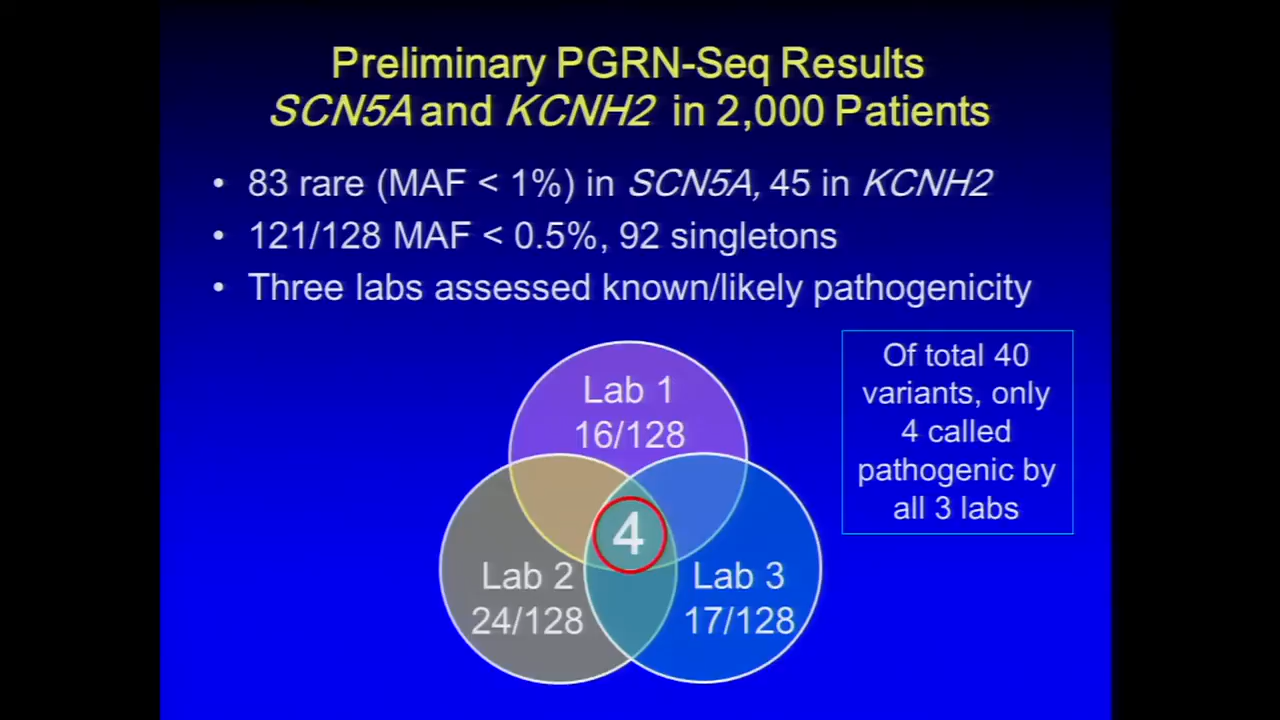 Preliminary PGRN-Seq Results
SCN5A and KCNH2 in 2,000 Patients
• 83 rare (MAF < 1%) in SCN5A, 45 in KCNH2
• 121/128 MAF < 0.5%, 92 singletons
• Three labs assessed known/likely pathogenicity
Lab 1
16/128
4
Lab 2
24/128
Lab 3
17/128
Of total 40
variants, only
4 called
pathogenic by
all 3 labs